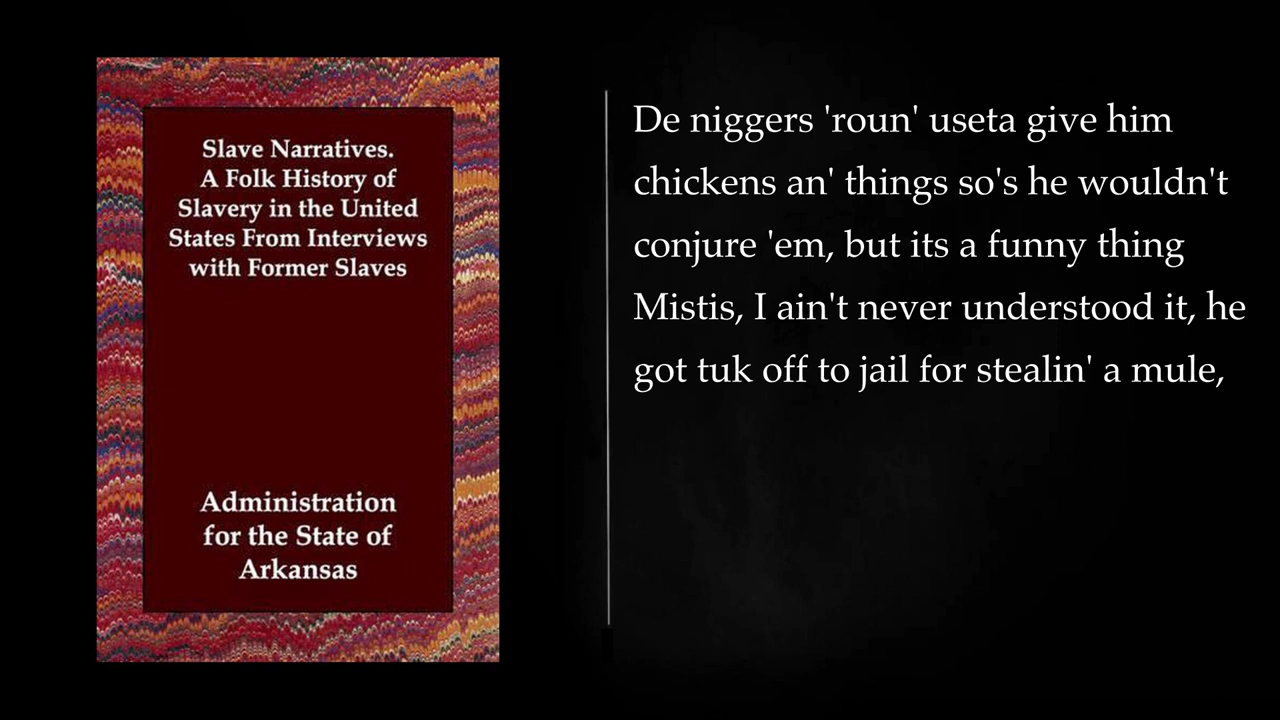 Slave Narratives.
A Folk History of
Slavery in the United
States From Interviews
with Former Slaves
Administration
for the State of
Arkansas
De niggers 'roun' useta give him
chickens an' things so's he wouldn't
conjure 'em, but its a funny thing
Mistis, I ain't never understood it, he
got tuk off to jail for stealin' a mule,